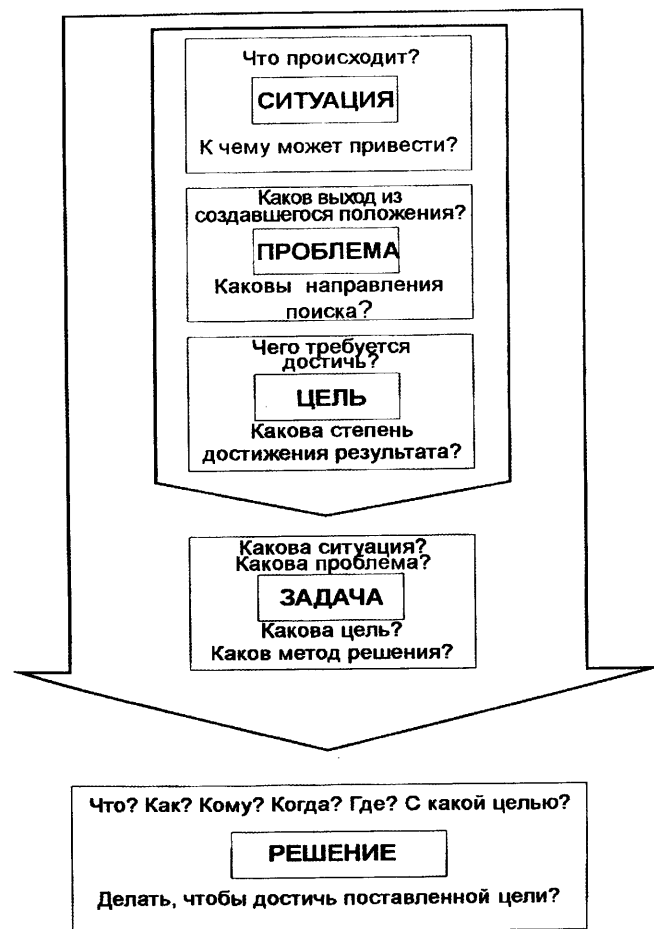 Что происходит?
СИТУАЦИЯ
К чему может привести?
Каков выход из
создавшегося положения?
ПРОБЛЕМА
Каковы направления
поиска?
Чего требуется
достичь?
ЦЕЛЬ
Какова степень
достижения результата?
Какова ситуация?
Какова проблема?
ЗАДАЧА
Какова цель?
Каков метод решения?
Что? Как? Кому? Когда? Где? С какой целью?
РЕШЕНИЕ
Делать, чтобы достичь поставленной цели?